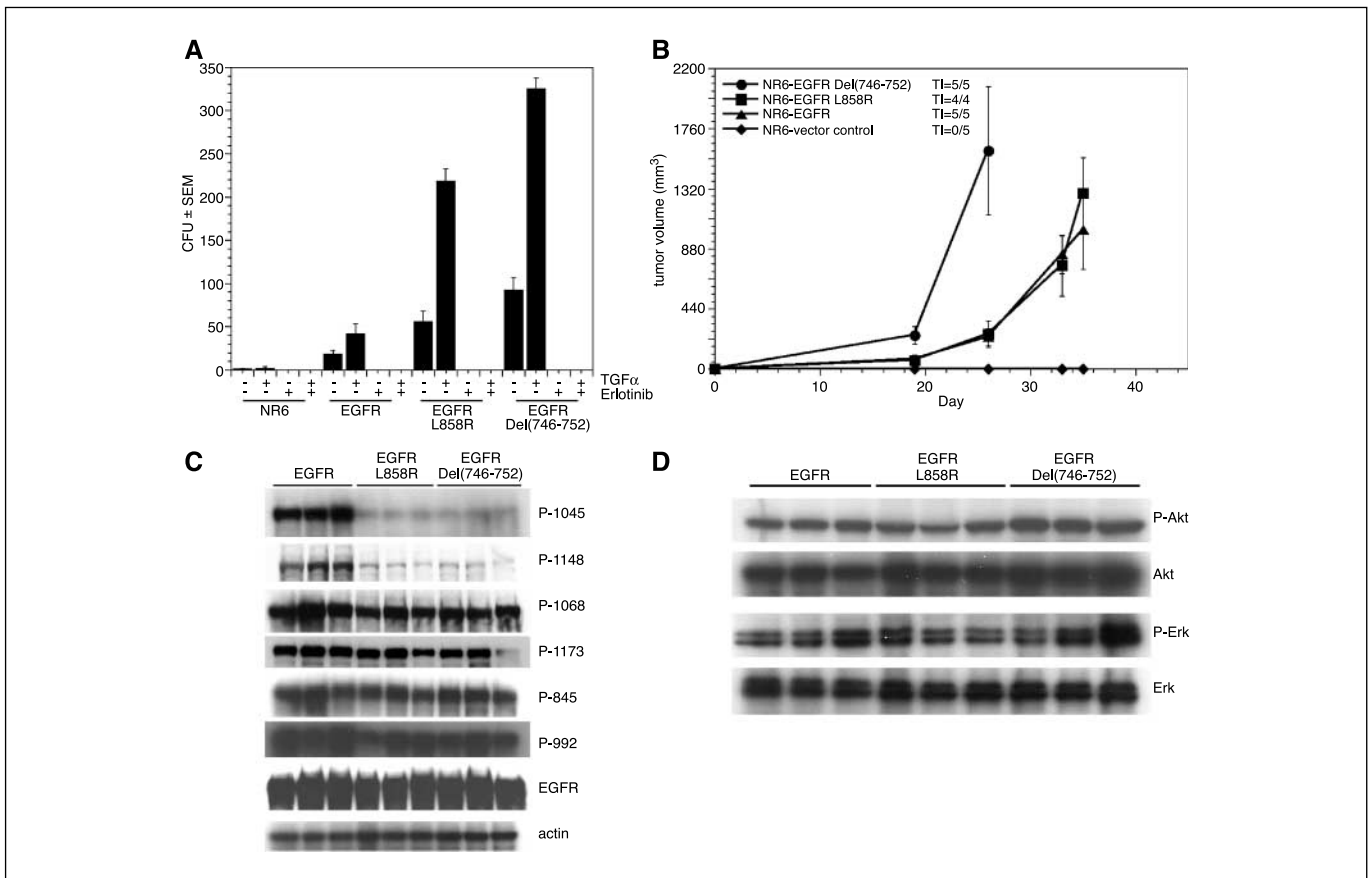 A
350
300
250
200
150
100
50
0
CFU ± SEM
- + - + - + - + - + - + - + - + TGFα
- - + + - - + + - - + + - - + + Erlotinib
NR6 EGFR EGFR L858R EGFR Del(746-752)
B
2200
1760
1320
880
440
0
tumor volume (mm³)
NR6-EGFR Del(746-752) TI=5/5
NR6-EGFR L858R TI=4/4
NR6-EGFR TI=5/5
NR6-vector control TI=0/5
0 10 20 30 40
Day
C
EGFR EGFR L858R EGFR Del(746-752)
P-1045
P-1148
P-1068
P-1173
P-845
P-992
EGFR
actin
D
EGFR EGFR L858R EGFR Del(746-752)
P-Akt
Akt
P-Erk
Erk